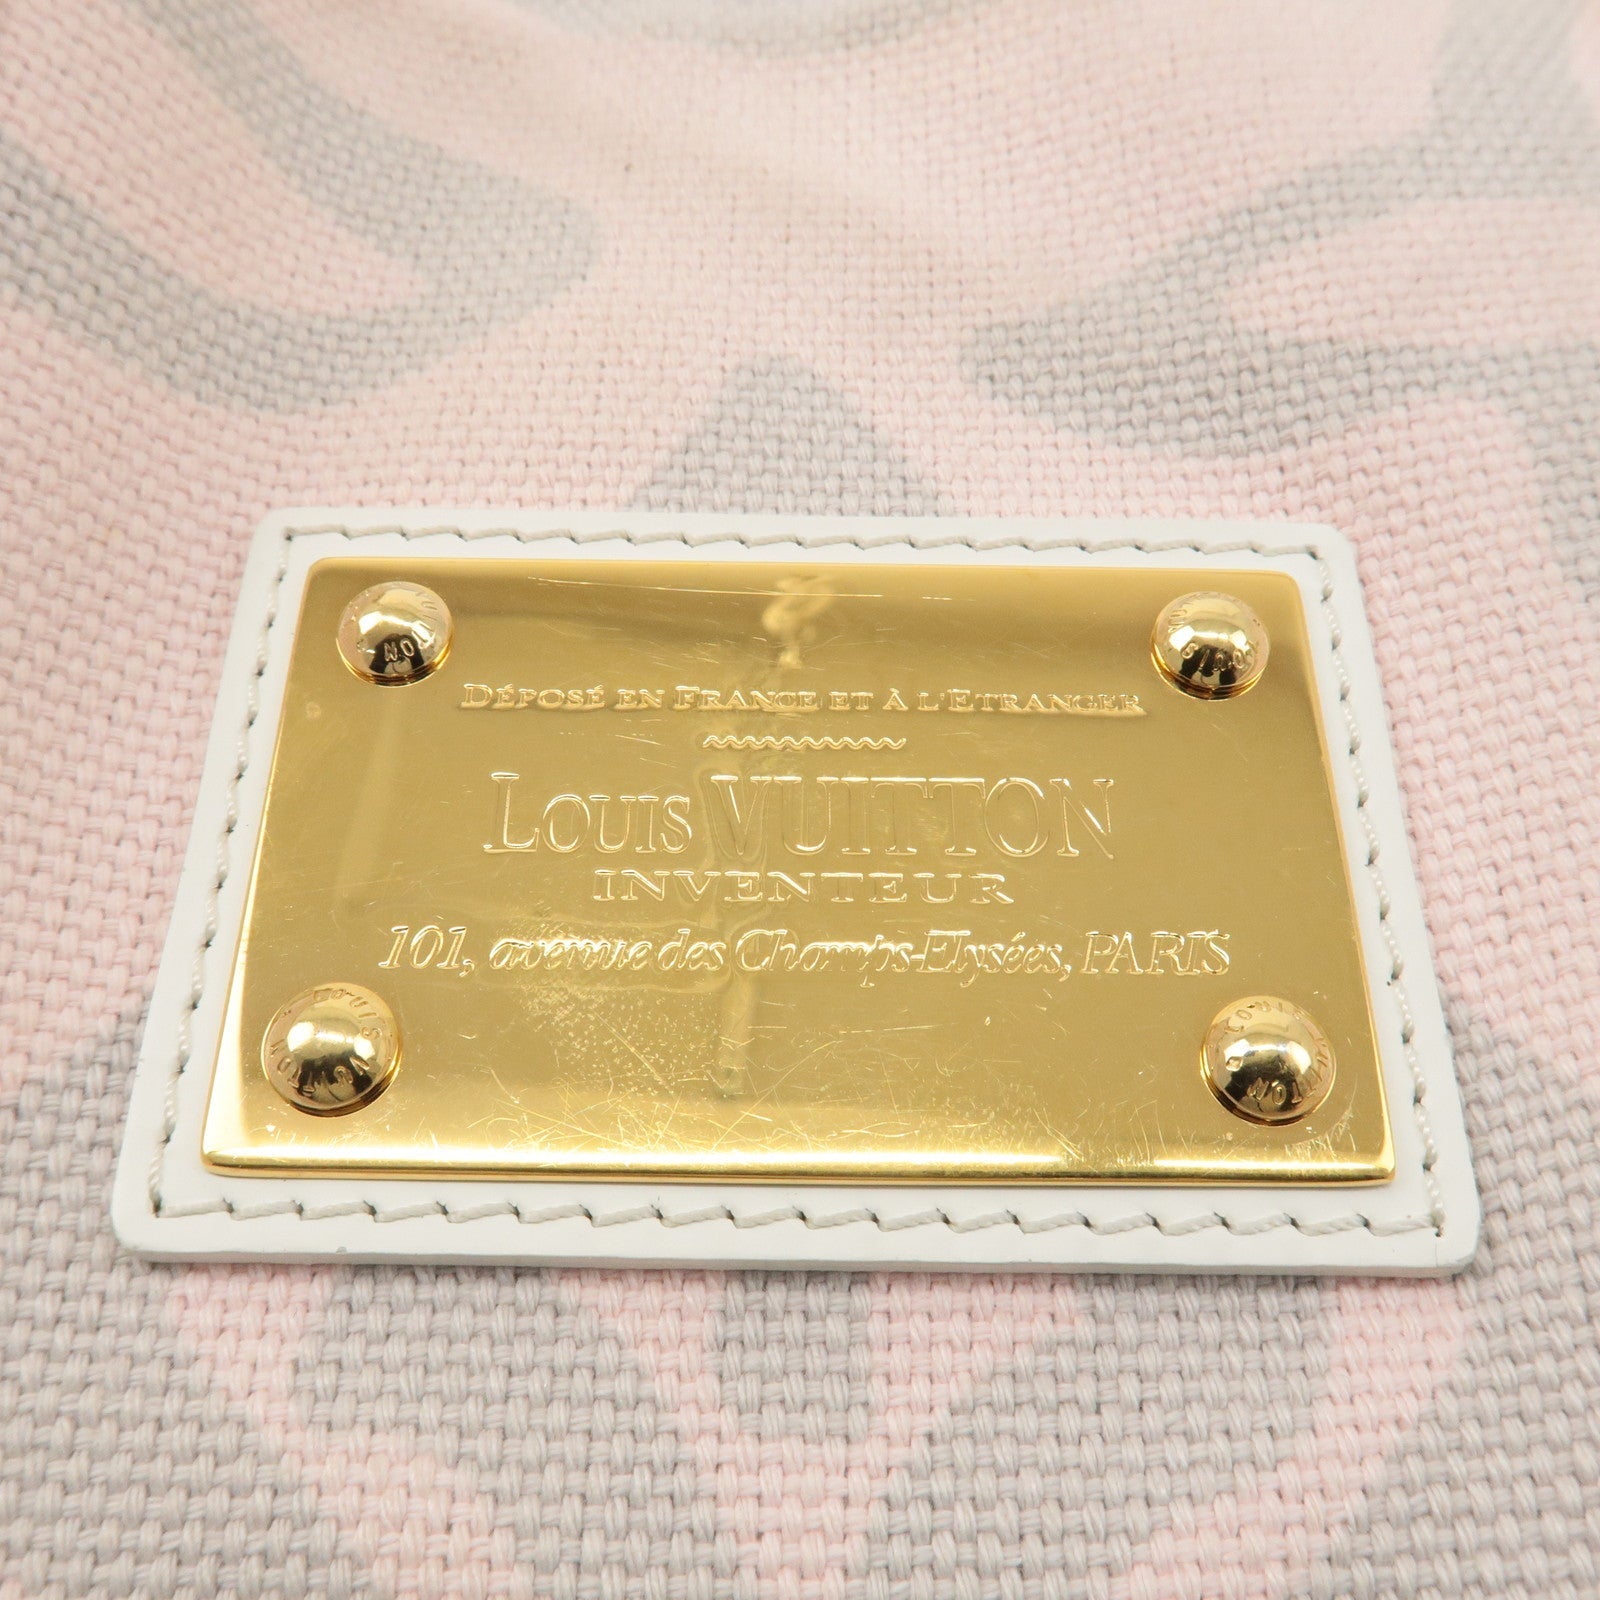 DÉPOSÉ EN FRANCE ET À L'ETRANGER
LOUIS VUITTON
INVENTEUR
101, avenue des Champs-Elysées, PARIS